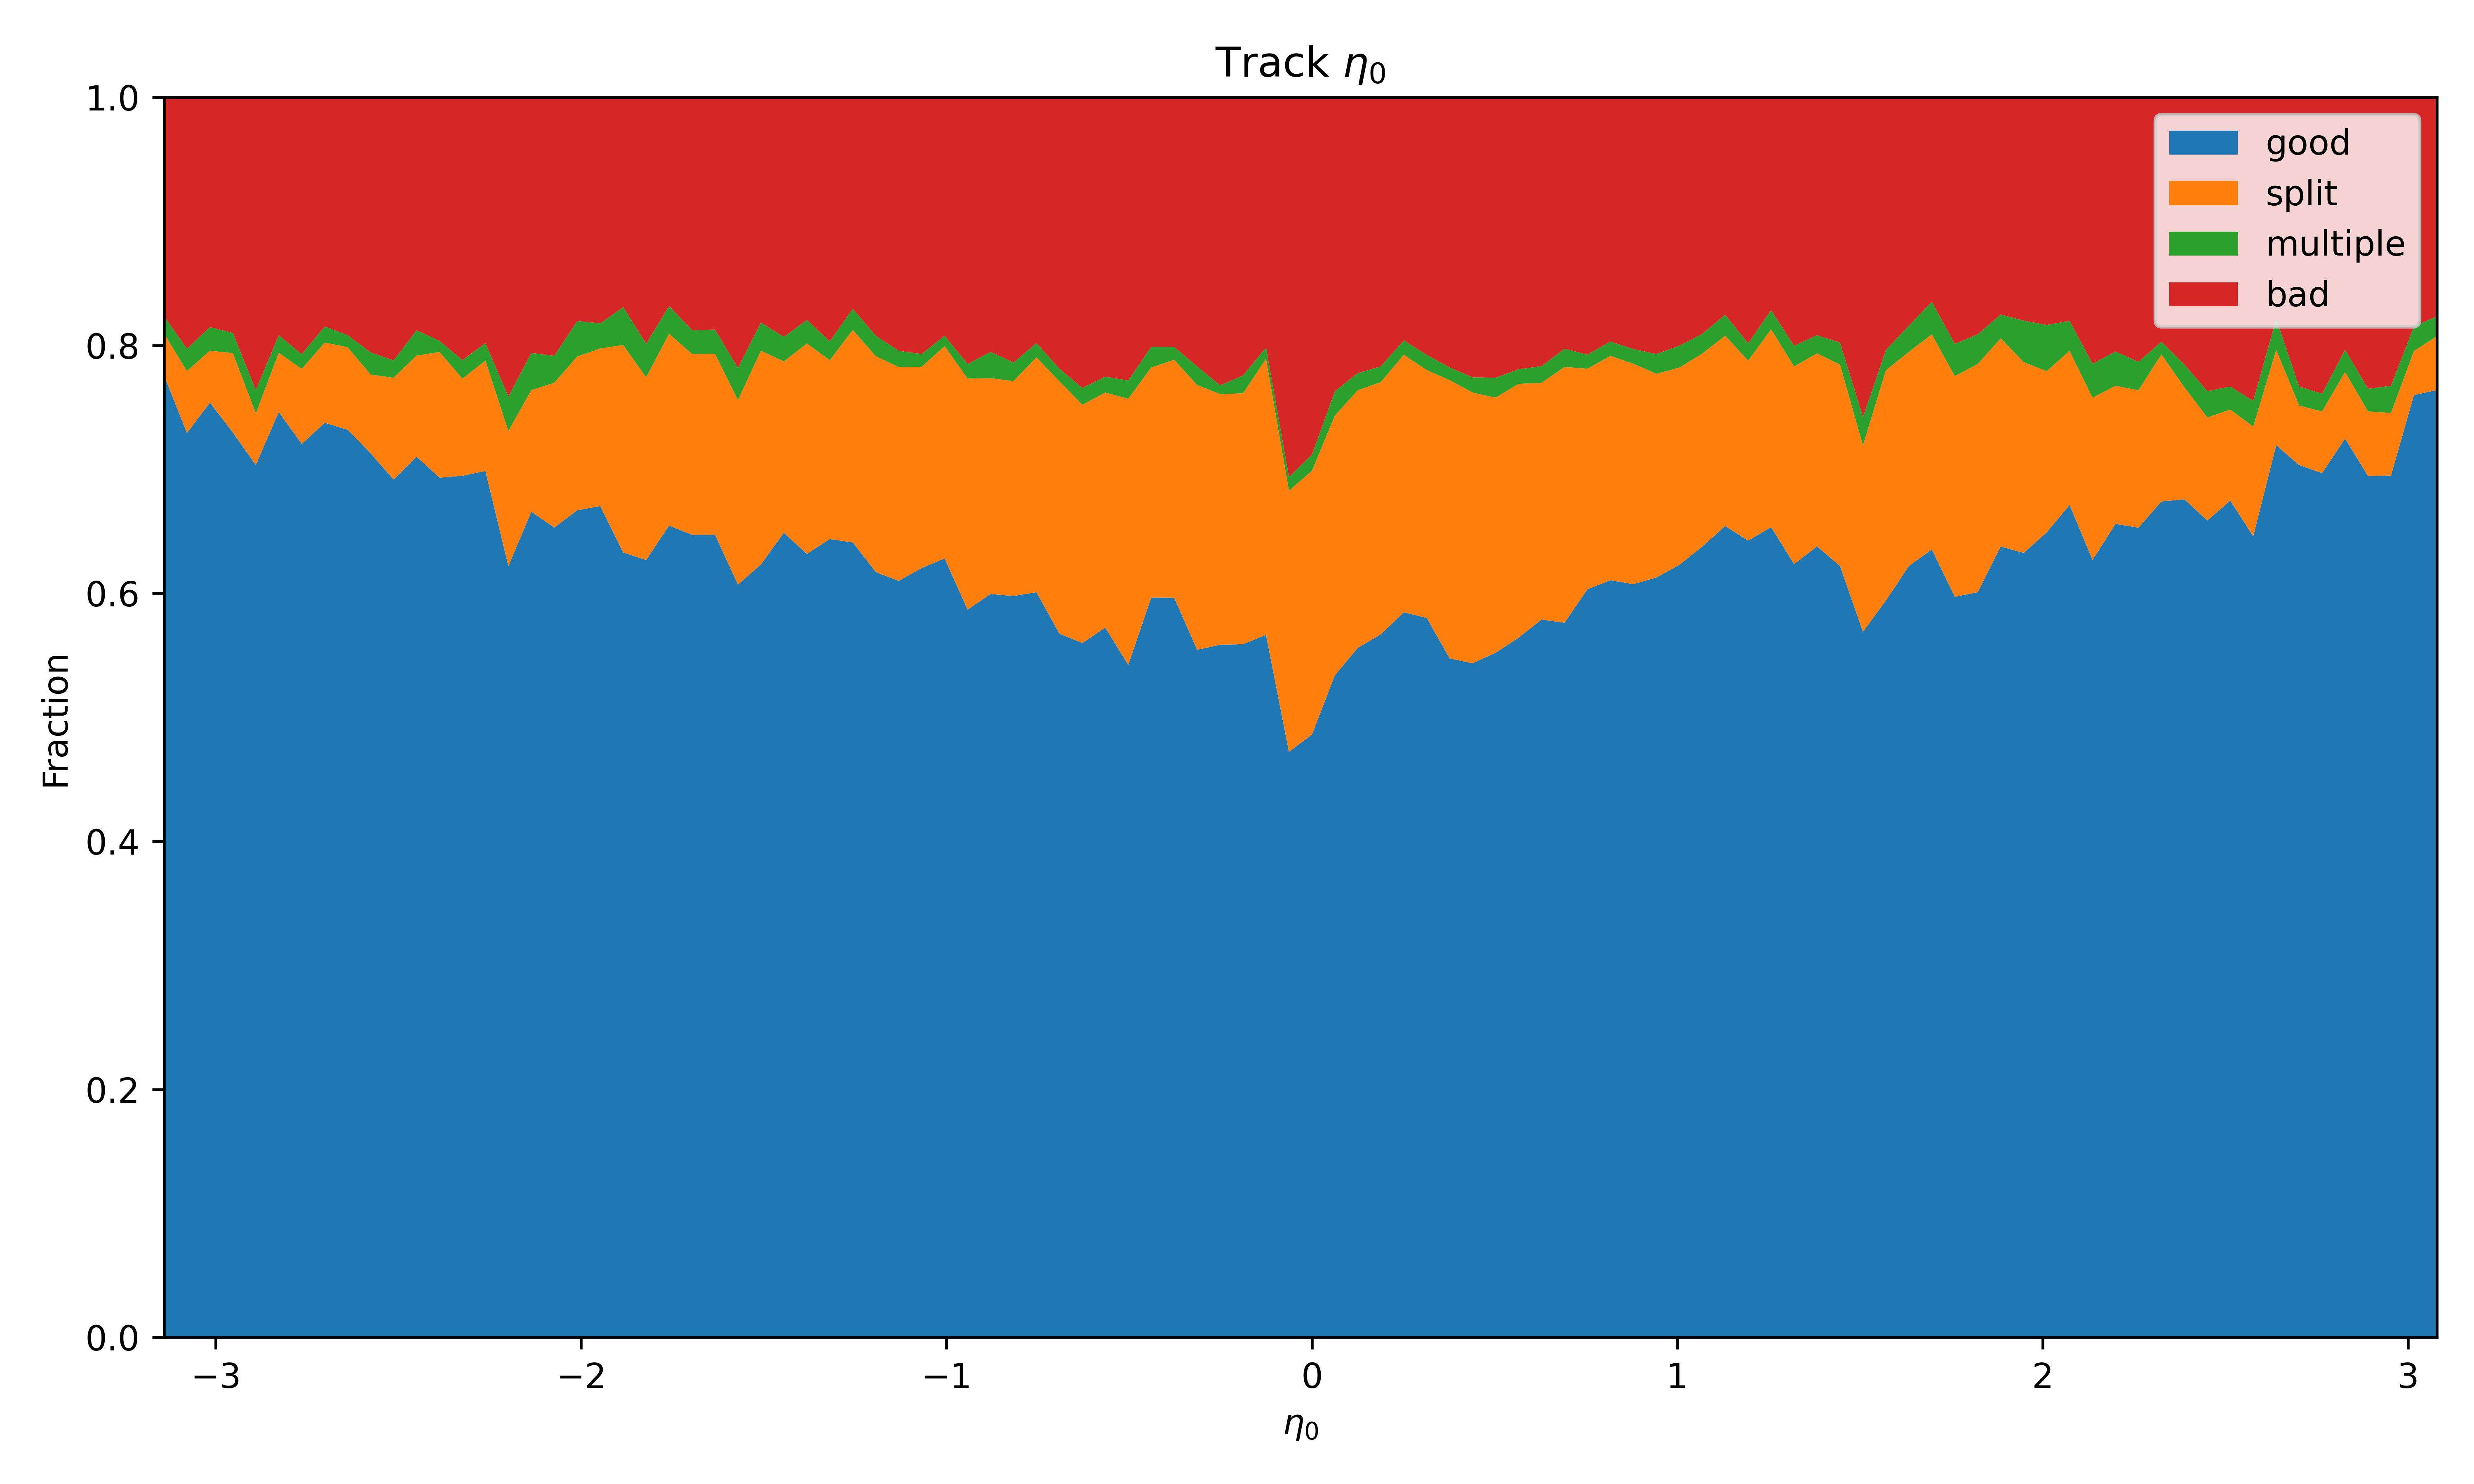 Track η₀
1.0
0.8
0.6
0.4
0.2
0.0
Fraction
good
split
multiple
bad
−3 −2 −1 0 1 2 3
η₀